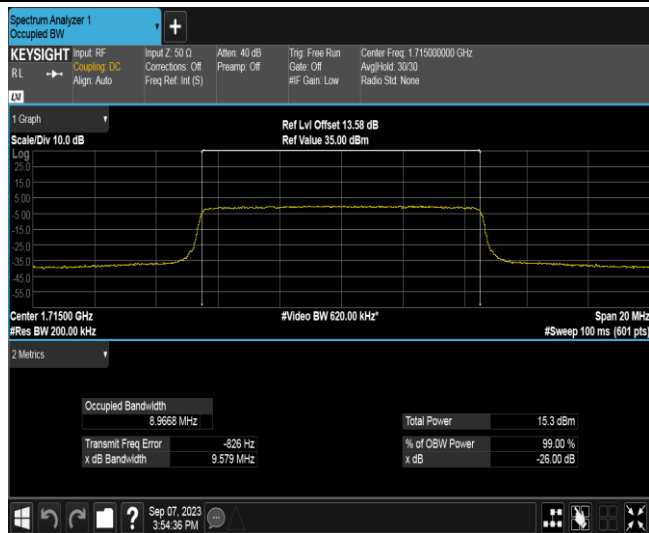 Spectrum Analyzer 1
Occupied BW
+
KEYSIGHT Input: RF Input Z: 50 Ω Atten: 40 dB Trig: Free Run Center Freq: 1.715000000 GHz
RL Coupling: DC Corrections: Off Preamp: Off Gate: Off Avg|Hold: 30/30
Align: Auto Freq Ref: Int (S) #IF Gain: Low Radio Std: None
LXI
1 Graph
Ref Lvl Offset 13.58 dB
Scale/Div 10.0 dB Ref Value 35.00 dBm
Log
25.0
15.0
5.00
-5.00
-15.0
-25.0
-35.0
-45.0
-55.0
Center 1.71500 GHz #Video BW 620.00 kHz* Span 20 MHz
#Res BW 200.00 kHz #Sweep 100 ms (601 pts)
2 Metrics
Occupied Bandwidth
8.9668 MHz Total Power 15.3 dBm
Transmit Freq Error -826 Hz % of OBW Power 99.00 %
x dB Bandwidth 9.579 MHz x dB -26.00 dB
? Sep 07, 2023
3:54:36 PM